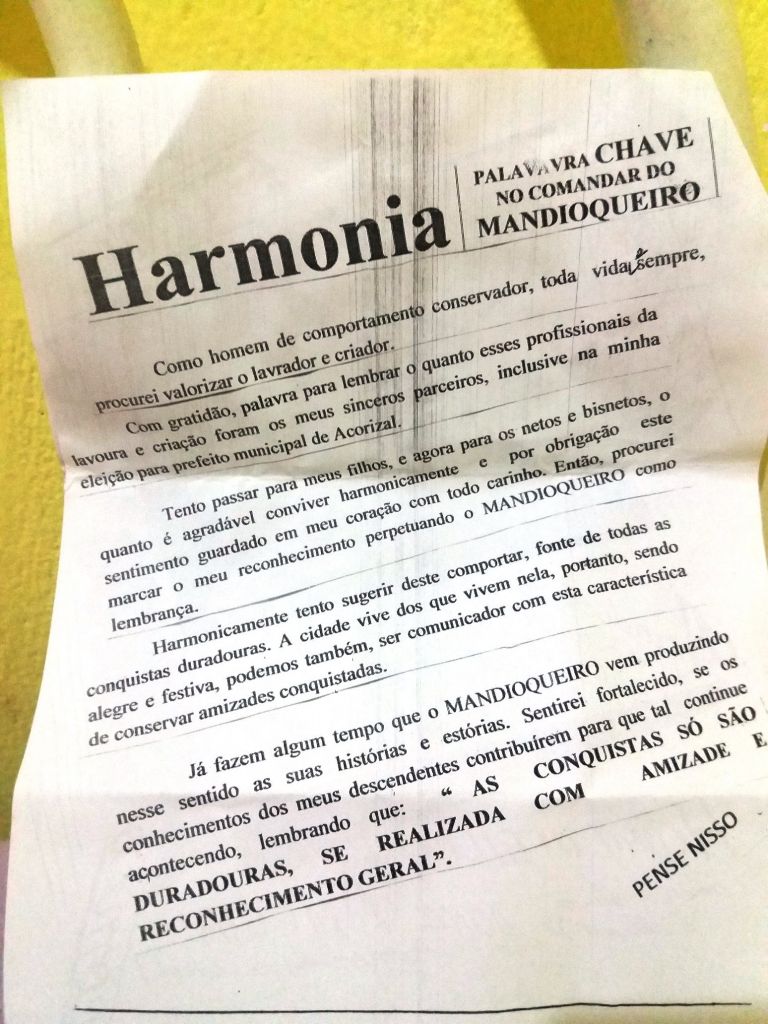 Harmonia
PALAVAVRA CHAVE
NO COMANDAR DO
MANDIOQUEIRO
Como homem de comportamento conservador, toda vida e sempre,
procurei valorizar o lavrador e criador.
Com gratidão, palavra para lembrar o quanto esses profissionais da
lavoura e criação foram os meus sinceros parceiros, inclusive na minha
eleição para prefeito municipal de Acorizal.
Tento passar para meus filhos, e agora para os netos e bisnetos, o
quanto é agradável conviver harmonicamente e por obrigação este
sentimento guardado em meu coração com todo carinho. Então, procurei
marcar o meu reconhecimento perpetuando o MANDIOQUEIRO como
lembrança.
Harmonicamente tento sugerir deste comportar, fonte de todas as
conquistas duradouras. A cidade vive dos que vivem nela, portanto, sendo
alegre e festiva, podemos também, ser comunicador com esta característica
de conservar amizades conquistadas.
Já fazem algum tempo que o MANDIOQUEIRO vem produzindo
nesse sentido as suas histórias e estórias. Sentirei fortalecido, se os
conhecimentos dos meus descendentes contribuírem para que tal continue
acontecendo, lembrando que: “ AS CONQUISTAS SÓ SÃO
DURADOURAS, SE REALIZADA COM AMIZADE E
RECONHECIMENTO GERAL”.
PENSE NISSO